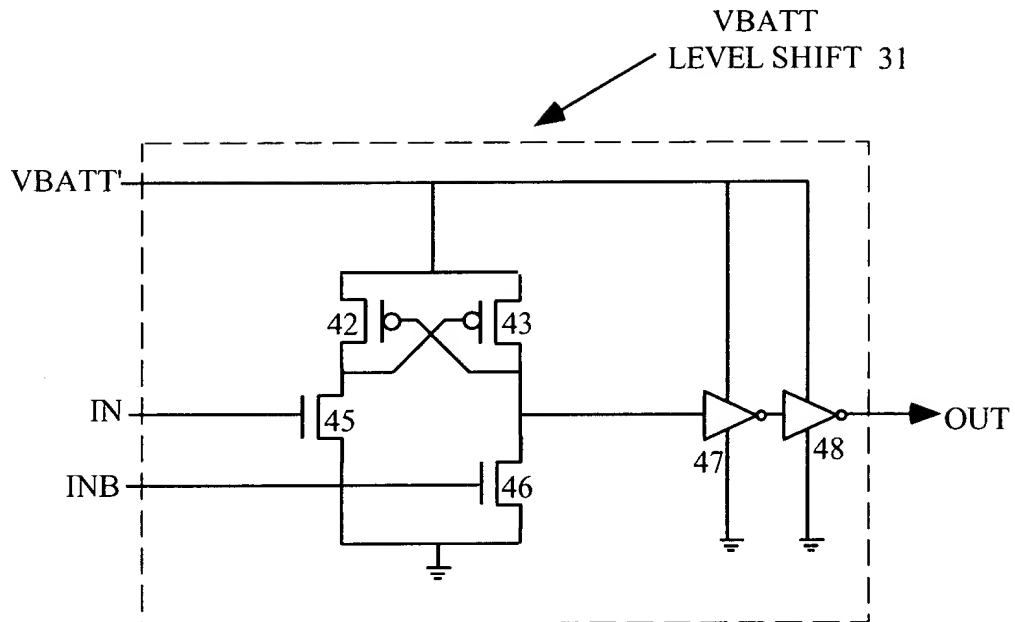 VBATT
LEVEL SHIFT 31
VBATT'
42
43
IN
45
OUT
47
48
INB
46